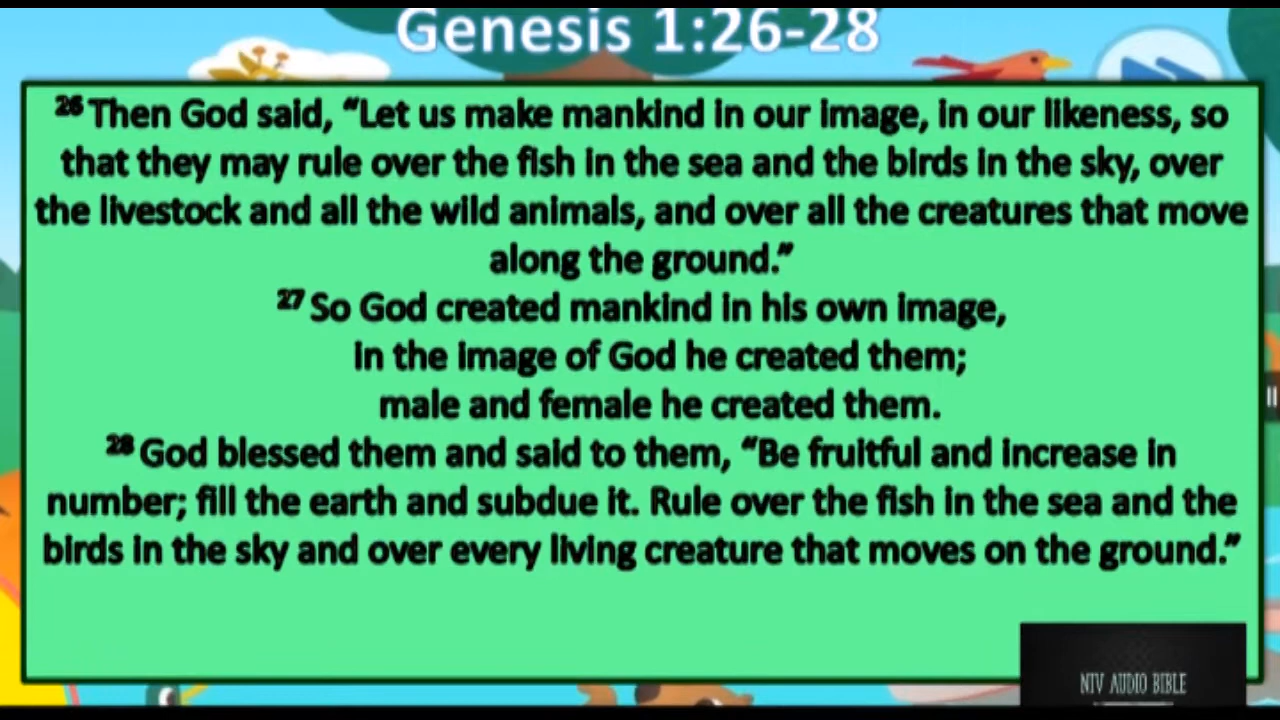 Genesis 1:26-28
26 Then God said, “Let us make mankind in our image, in our likeness, so
that they may rule over the fish in the sea and the birds in the sky, over
the livestock and all the wild animals, and over all the creatures that move
along the ground.”
27 So God created mankind in his own image,
in the image of God he created them;
male and female he created them.
28 God blessed them and said to them, “Be fruitful and increase in
number; fill the earth and subdue it. Rule over the fish in the sea and the
birds in the sky and over every living creature that moves on the ground.”
NIV AUDIO BIBLE